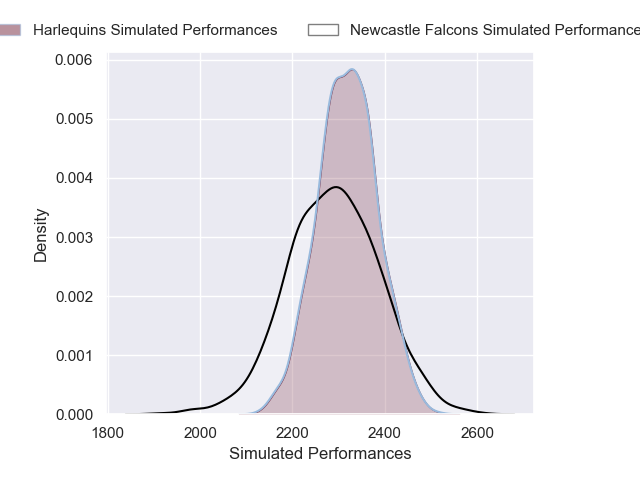 Harlequins Simulated Performances
Newcastle Falcons Simulated Performance
0.006
0.005
0.004
0.003
0.002
0.001
0.000
Density
1800 2000 2200 2400 2600
Simulated Performances